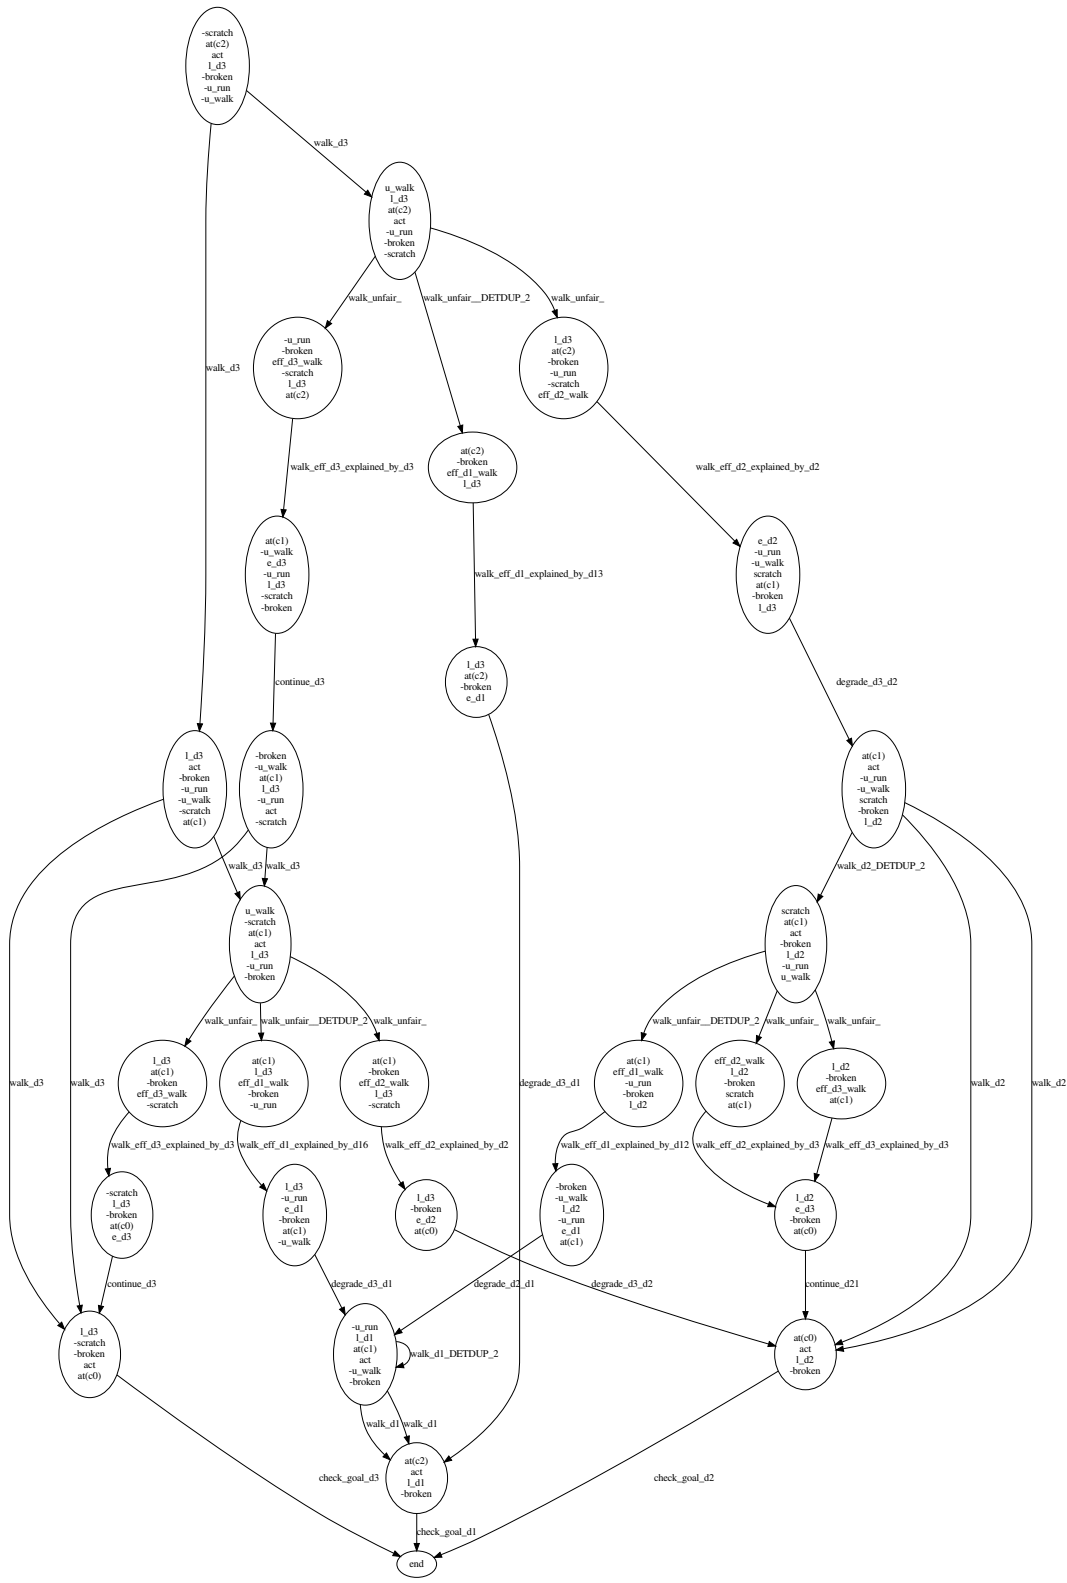 -scratch
at(c2)
act
l_d3
-broken
-u_run
-u_walk
walk_d3
u_walk
l_d3
at(c2)
act
-u_run
-broken
-scratch
walk_unfair_
walk_unfair__DETDUP_2
walk_unfair_
walk_d3
-u_run
-broken
eff_d3_walk
-scratch
l_d3
at(c2)
l_d3
at(c2)
-broken
-u_run
-scratch
eff_d2_walk
at(c2)
-broken
eff_d1_walk
l_d3
walk_eff_d3_explained_by_d3
walk_eff_d2_explained_by_d2
at(c1)
-u_walk
e_d3
-u_run
l_d3
-scratch
-broken
walk_eff_d1_explained_by_d13
e_d2
-u_run
-u_walk
scratch
at(c1)
-broken
l_d3
l_d3
at(c2)
-broken
e_d1
continue_d3
degrade_d3_d2
l_d3
act
-broken
-u_run
-u_walk
-scratch
at(c1)
-broken
-u_walk
at(c1)
l_d3
-u_run
act
-scratch
at(c1)
act
-u_run
-u_walk
scratch
-broken
l_d2
walk_d3
walk_d3
walk_d2_DETDUP_2
u_walk
-scratch
at(c1)
act
l_d3
-u_run
-broken
scratch
at(c1)
act
-broken
l_d2
-u_run
u_walk
walk_unfair_
walk_unfair__DETDUP_2
walk_unfair_
walk_unfair__DETDUP_2
walk_unfair_
walk_unfair_
walk_d3
walk_d3
l_d3
at(c1)
-broken
eff_d3_walk
-scratch
at(c1)
l_d3
eff_d1_walk
-broken
-u_run
at(c1)
-broken
eff_d2_walk
l_d3
-scratch
degrade_d3_d1
at(c1)
eff_d1_walk
-u_run
-broken
l_d2
eff_d2_walk
l_d2
-broken
scratch
at(c1)
l_d2
-broken
eff_d3_walk
at(c1)
walk_d2
walk_d2
walk_eff_d3_explained_by_d3
walk_eff_d1_explained_by_d16
walk_eff_d2_explained_by_d2
walk_eff_d1_explained_by_d12
walk_eff_d2_explained_by_d3
walk_eff_d3_explained_by_d3
-scratch
l_d3
-broken
at(c0)
e_d3
l_d3
-u_run
e_d1
-broken
at(c1)
-u_walk
l_d3
-broken
e_d2
at(c0)
-broken
-u_walk
l_d2
-u_run
e_d1
at(c1)
l_d2
e_d3
-broken
at(c0)
continue_d3
degrade_d3_d1
degrade_d2_d1
degrade_d3_d2
continue_d21
l_d3
-scratch
-broken
act
at(c0)
-u_run
l_d1
at(c1)
act
-u_walk
-broken
walk_d1_DETDUP_2
at(c0)
act
l_d2
-broken
walk_d1
walk_d1
at(c2)
act
l_d1
-broken
check_goal_d3
check_goal_d2
check_goal_d1
end